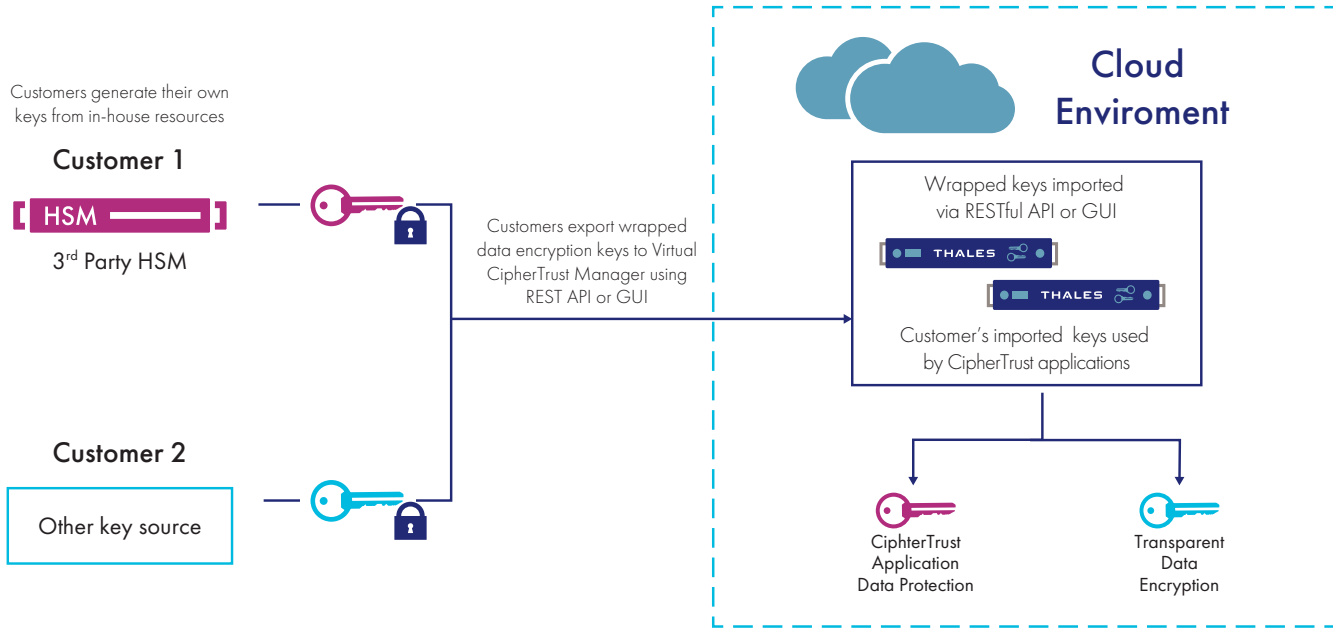 Customers generate their own
keys from in-house resources
Customer 1
HSM
3rd Party HSM
Customer 2
Other key source
Customers export wrapped
data encryption keys to Virtual
CipherTrust Manager using
REST API or GUI
Cloud
Enviroment
Wrapped keys imported
via RESTful API or GUI
THALES
THALES
Customer’s imported keys used
by CipherTrust applications
CiphterTrust
Application
Data Protection
Transparent
Data
Encryption